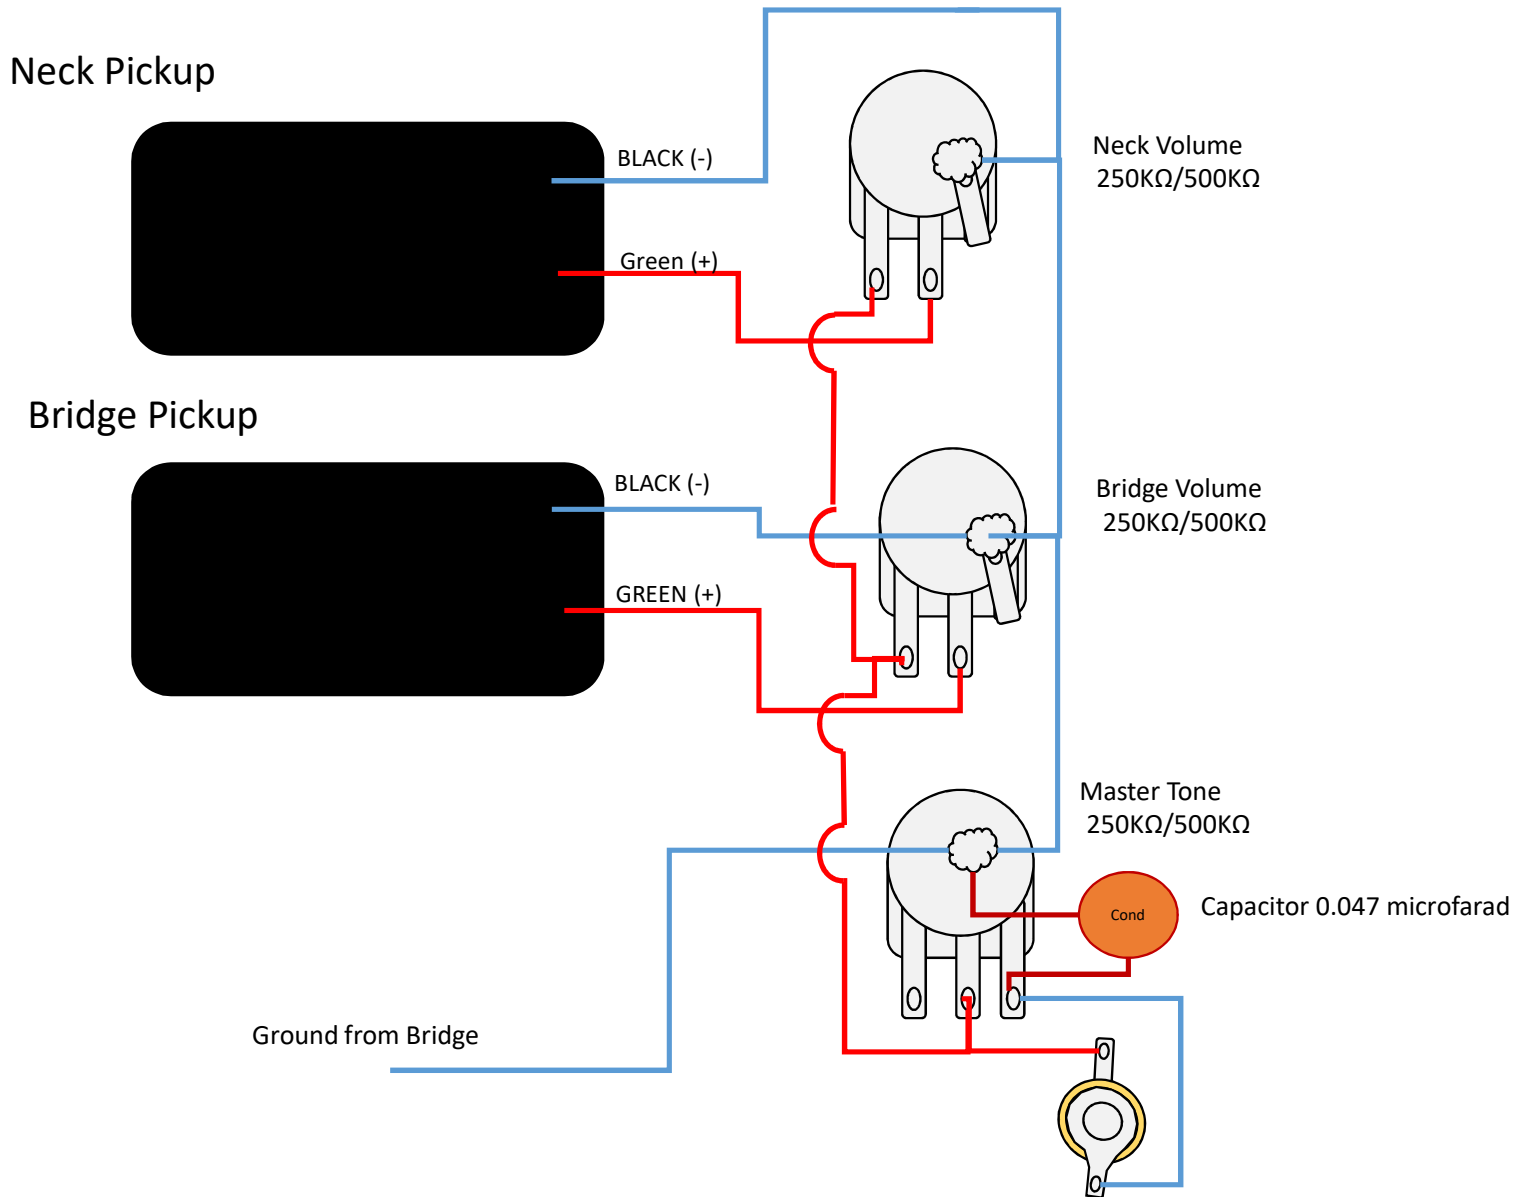 Neck Pickup
BLACK (-)
Neck Volume
250KΩ/500KΩ
Green (+)
Bridge Pickup
BLACK (-)
Bridge Volume
250KΩ/500KΩ
GREEN (+)
Master Tone
250KΩ/500KΩ
Cond
Capacitor 0.047 microfarad
Ground from Bridge